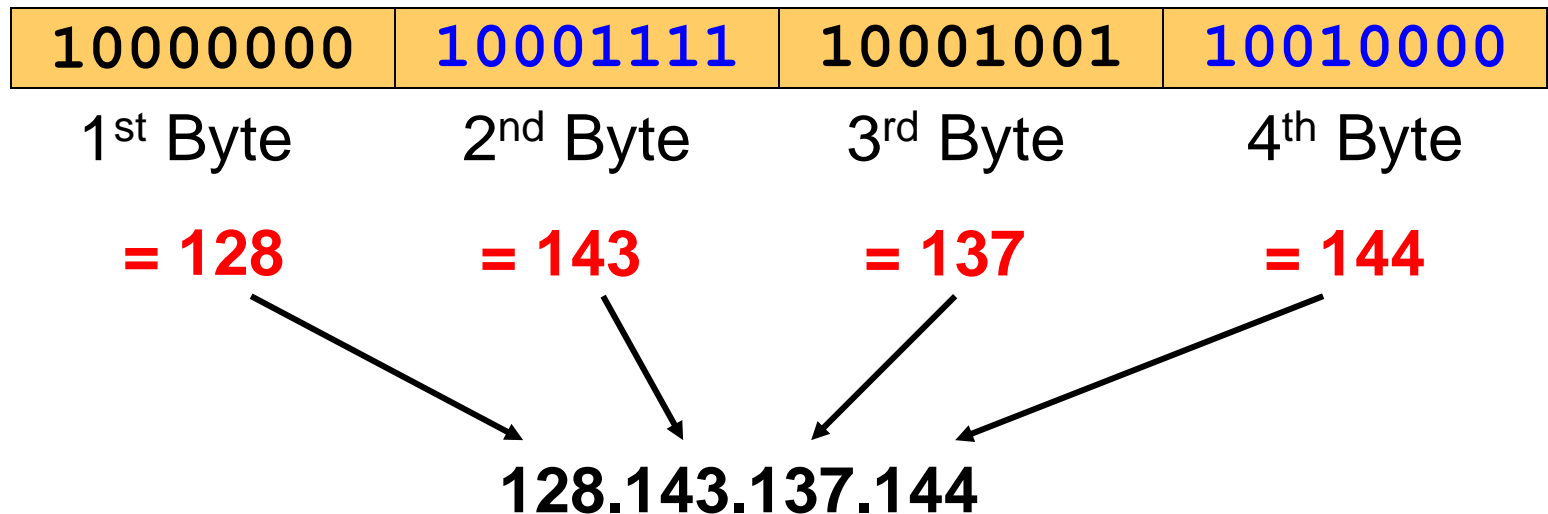 10000000 10001111 10001001 10010000
1st Byte 2nd Byte 3rd Byte 4th Byte
= 128 = 143 = 137 = 144
128.143.137.144